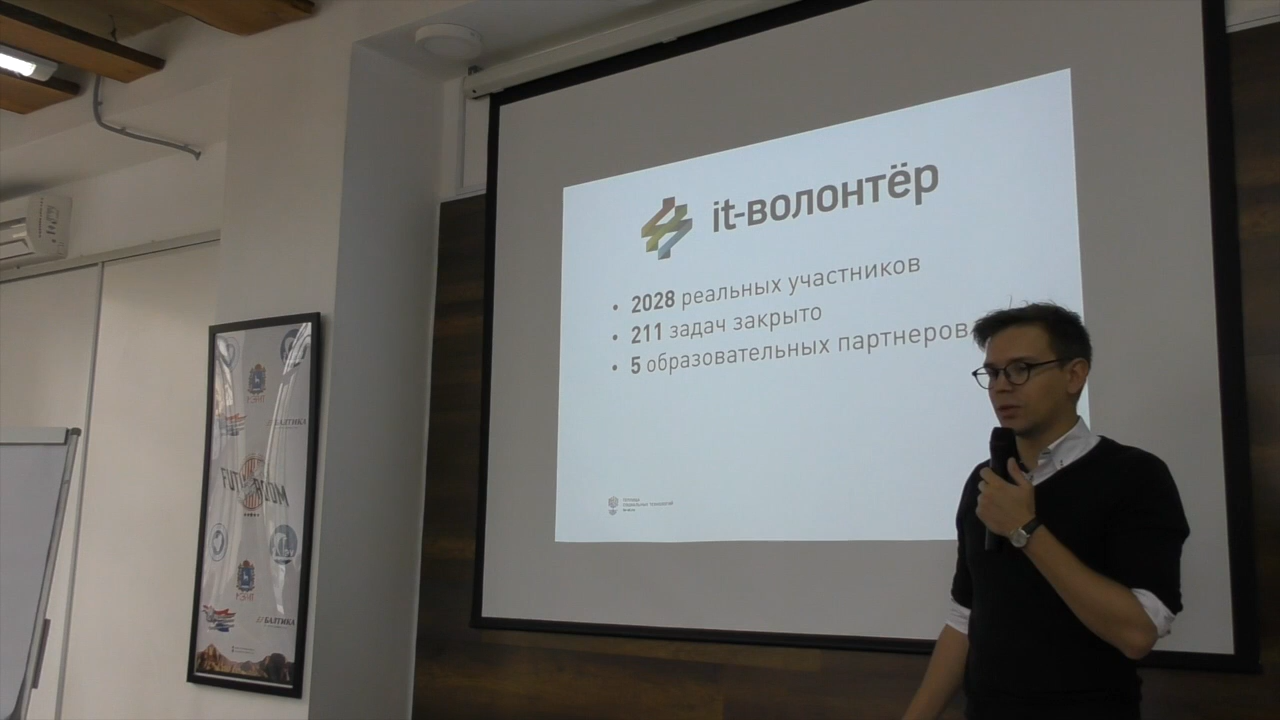 it-волонтёр
• 2028 реальных участников
• 211 задач закрыто
• 5 образовательных партнеров
БАЛТИКА
БАЛТИКА